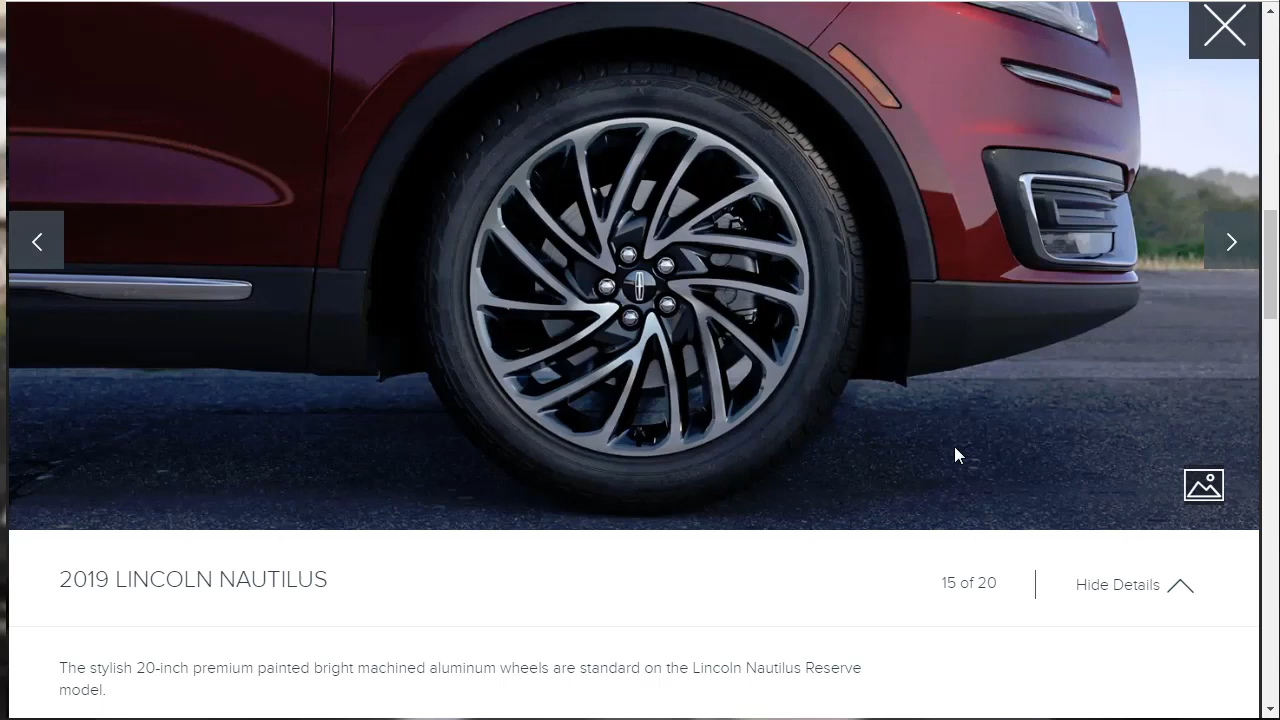 2019 LINCOLN NAUTILUS
15 of 20
Hide Details
The stylish 20-inch premium painted bright machined aluminum wheels are standard on the Lincoln Nautilus Reserve
model.